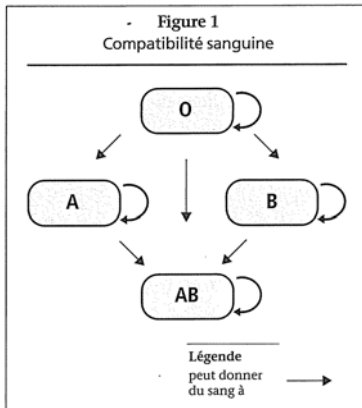 Figure 1
Compatibilité sanguine
O
A
B
AB
Légende
peut donner
du sang à